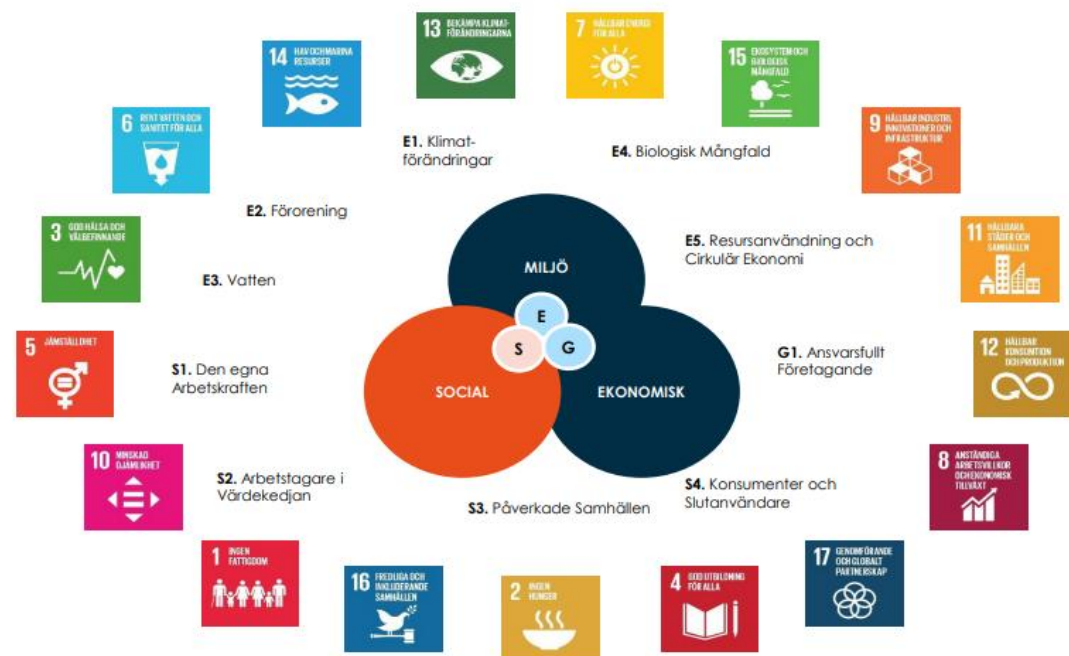 13 BEKÄMPA KLIMAT-
FÖRÄNDRINGARNA
7 HÅLLBAR ENERGI
FÖR ALLA
14 HAV OCH MARINA
RESURSER
15 EKOSYSTEM OCH
BIOLOGISK
MÅNGFALD
6 RENT VATTEN OCH
SANITET FÖR ALLA
9 HÅLLBAR INDUSTRI,
INNOVATIONER OCH
INFRASTRUKTUR
E1. Klimat-
förändringar
E4. Biologisk Mångfald
E2. Förorening
3 GOD HÄLSA OCH
VÄLBEFINNANDE
11 HÅLLBARA
STÄDER OCH
SAMHÄLLEN
E5. Resursanvändning och
Cirkulär Ekonomi
MILJÖ
E3. Vatten
E
S
G
5 JÄMSTÄLLDHET
12 HÅLLBAR
KONSUMTION
OCH PRODUKTION
G1. Ansvarsfullt
Företagande
S1. Den egna
Arbetskraften
SOCIAL
EKONOMISK
10 MINSKAD
OJÄMLIKHET
8 ANSTÄNDIGA
ARBETSVILLKOR
OCH EKONOMISK
TILLVÄXT
S2. Arbetstagare i
Värdekedjan
S4. Konsumenter och
Slutanvändare
S3. Påverkade Samhällen
1 INGEN
FATTIGDOM
17 GENOMFÖRANDE
OCH GLOBALT
PARTNERSKAP
16 FREDLIGA OCH
INKLUDERANDE
SAMHÄLLEN
2 INGEN
HUNGER
4 GOD UTBILDNING
FÖR ALLA